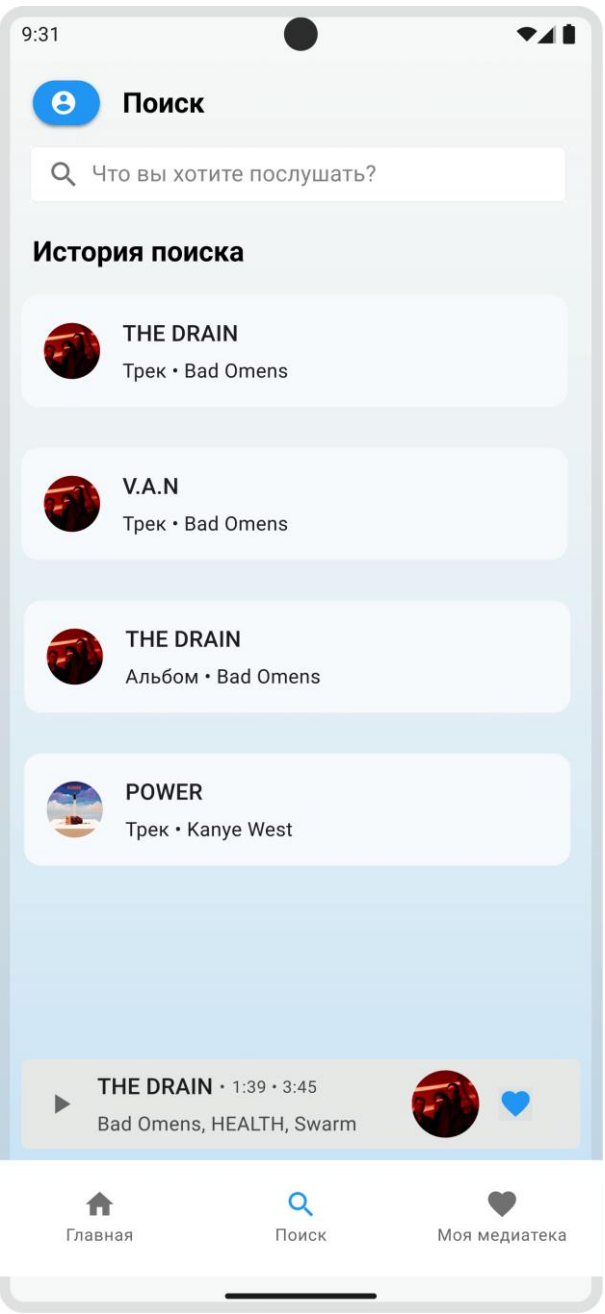 9:31
Поиск
Что вы хотите послушать?
История поиска
THE DRAIN
Трек • Bad Omens
V.A.N
Трек • Bad Omens
THE DRAIN
Альбом • Bad Omens
POWER
Трек • Kanye West
THE DRAIN • 1:39 • 3:45
Bad Omens, HEALTH, Swarm
Главная
Поиск
Моя медиатека